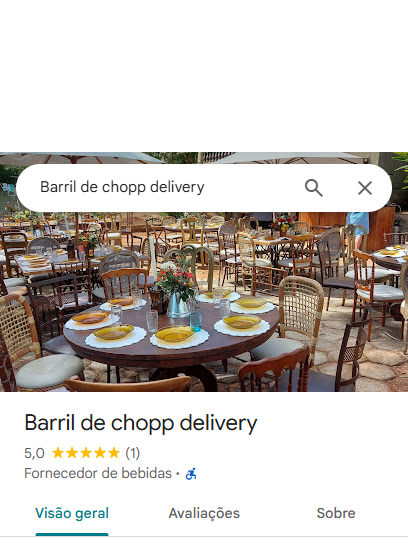 Barril de chopp delivery
Barril de chopp delivery
5,0 ★★★★★ (1)
Fornecedor de bebidas ·
Visão geral Avaliações Sobre